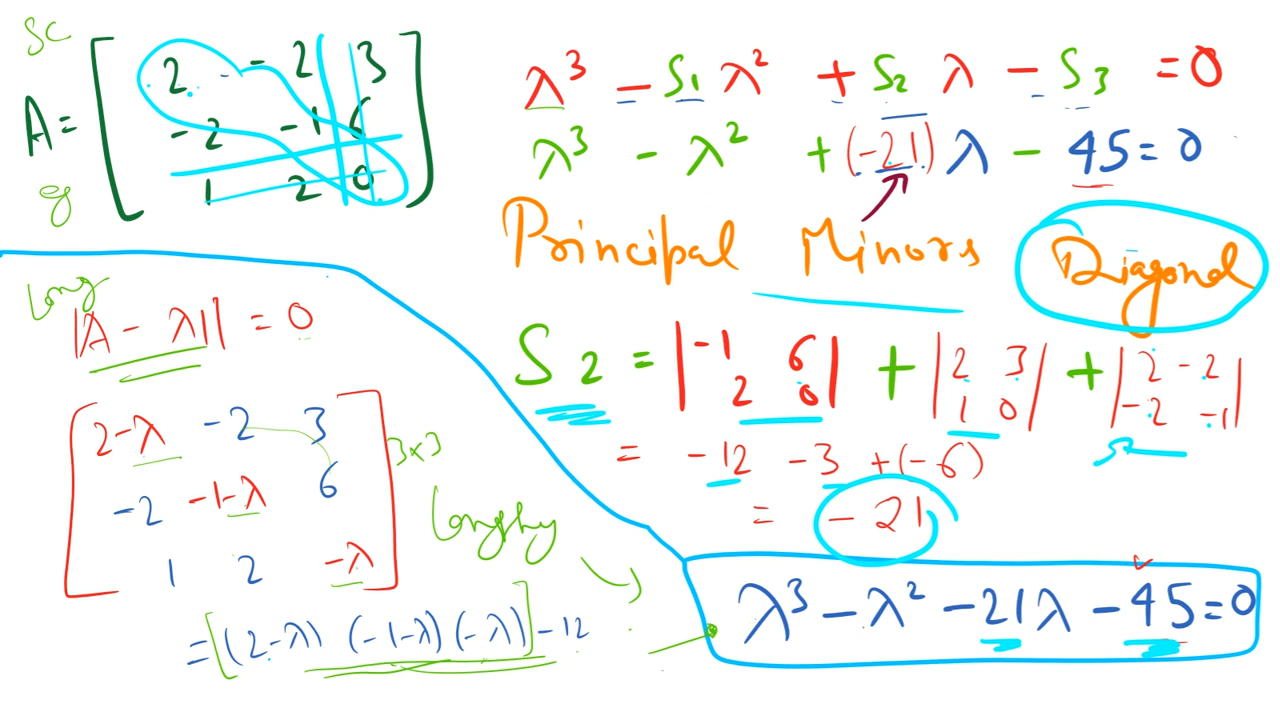 SC
A = [ 2 - 2 3
-2 -1 6
1 2 0 ]
eg
λ³ - S₁ λ² + S₂ λ - S₃ = 0
λ³ - λ² + (-21) λ - 45 = 0
Principal Minors Diagonal
S2 = |-1 6| + |2 3| + |2 -2|
|2 0| |1 0| |-2 -1|
= -12 -3 +(-6)
= -21
λ³ - λ² - 21λ - 45 = 0
Long
|A - λI| = 0
[ 2-λ -2 3
-2 -1-λ 6
1 2 -λ ] 3×3
Lengthy
= [(2-λ) (-1-λ) (-λ)] - 12